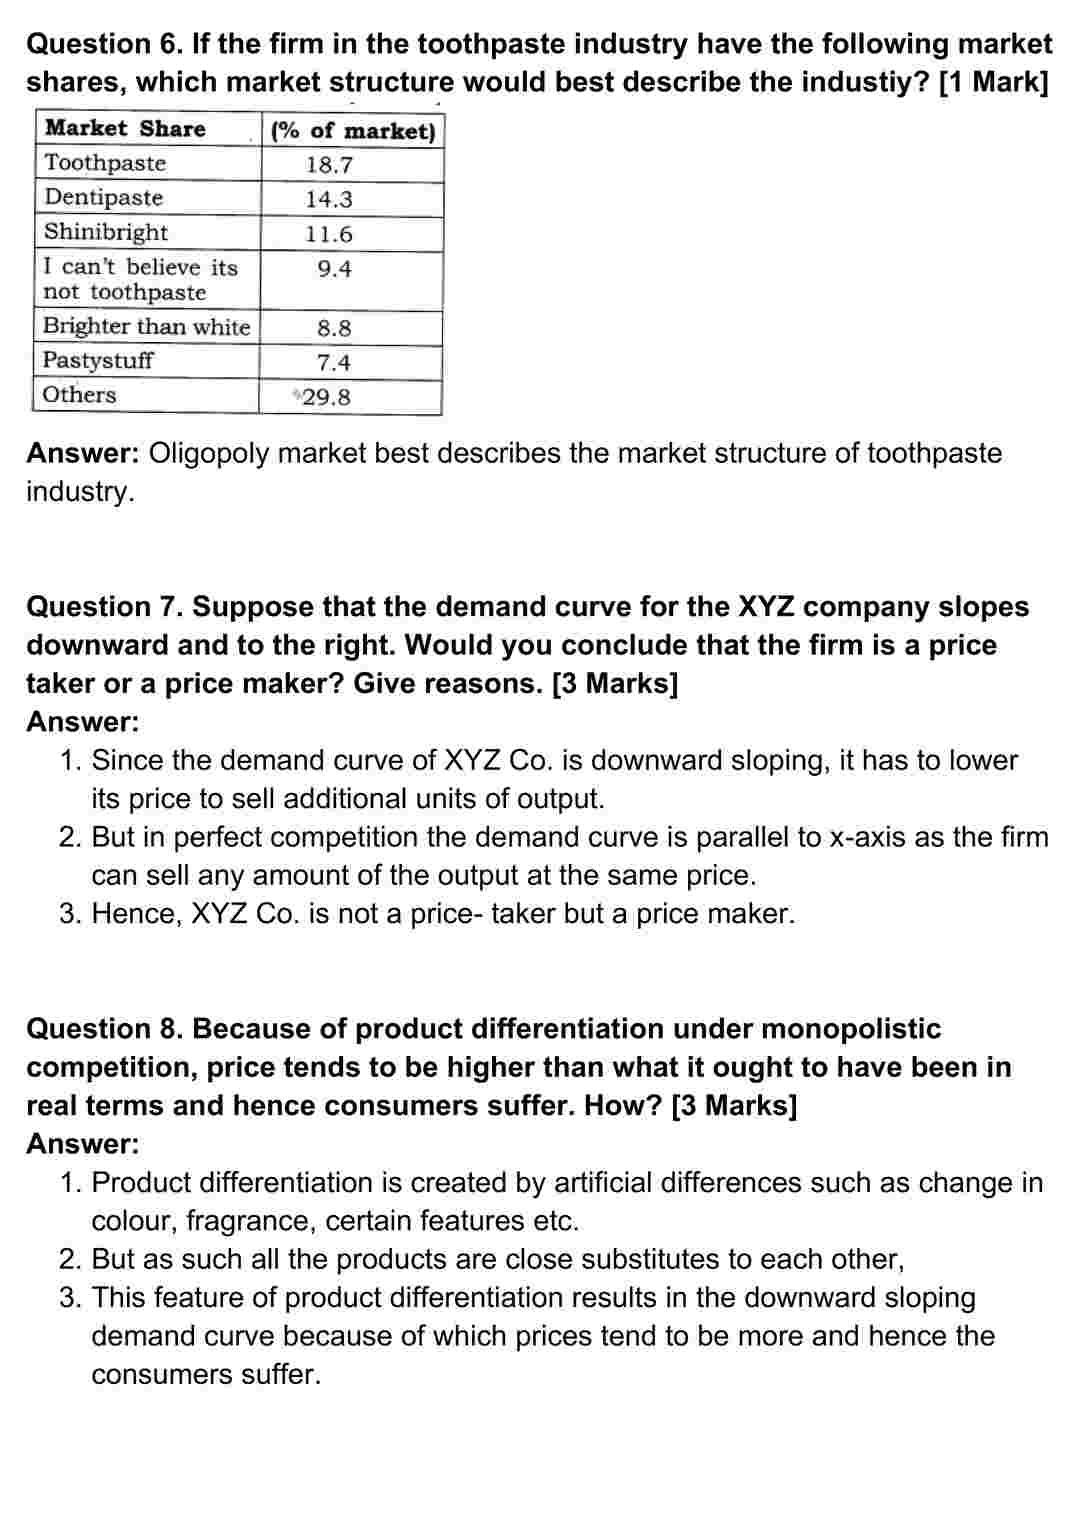 Question 6. If the firm in the toothpaste industry have the following market
shares, which market structure would best describe the industiy? [1 Mark]
Market Share (% of market)
Toothpaste 18.7
Dentipaste 14.3
Shinibright 11.6
I can't believe its 9.4
not toothpaste
Brighter than white 8.8
Pastystuff 7.4
Others 29.8
Answer: Oligopoly market best describes the market structure of toothpaste
industry.
Question 7. Suppose that the demand curve for the XYZ company slopes
downward and to the right. Would you conclude that the firm is a price
taker or a price maker? Give reasons. [3 Marks]
Answer:
1. Since the demand curve of XYZ Co. is downward sloping, it has to lower
its price to sell additional units of output.
2. But in perfect competition the demand curve is parallel to x-axis as the firm
can sell any amount of the output at the same price.
3. Hence, XYZ Co. is not a price- taker but a price maker.
Question 8. Because of product differentiation under monopolistic
competition, price tends to be higher than what it ought to have been in
real terms and hence consumers suffer. How? [3 Marks]
Answer:
1. Product differentiation is created by artificial differences such as change in
colour, fragrance, certain features etc.
2. But as such all the products are close substitutes to each other,
3. This feature of product differentiation results in the downward sloping
demand curve because of which prices tend to be more and hence the
consumers suffer.